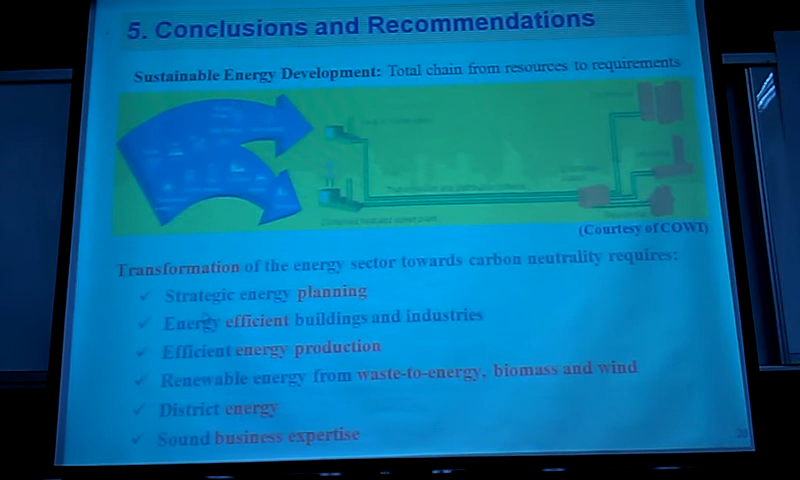 5. Conclusions and Recommendations
Sustainable Energy Development: Total chain from resources to requirements
(Courtesy of COWI)
Transformation of the energy sector towards carbon neutrality requires:
✓ Strategic energy planning
✓ Energy efficient buildings and industries
✓ Efficient energy production
✓ Renewable energy from waste-to-energy, biomass and wind
✓ District energy
✓ Sound business expertise